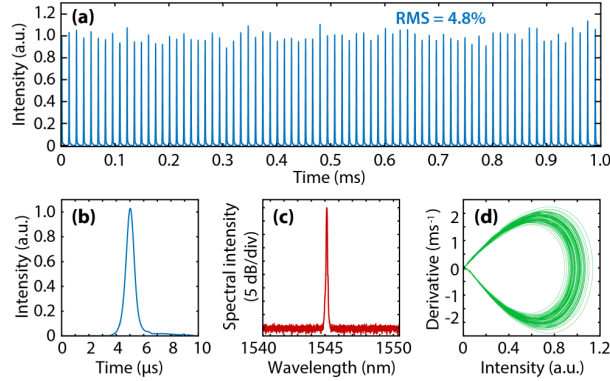 (a)
RMS = 4.8%
Intensity (a.u.)
1.2
1.0
0.8
0.6
0.4
0.2
0
0 0.1 0.2 0.3 0.4 0.5 0.6 0.7 0.8 0.9 1.0
Time (ms)
(b)
Intensity (a.u.)
1.0
0.8
0.6
0.4
0.2
0
0 2 4 6 8 10
Time (μs)
(c)
Spectral intensity
(5 dB/div)
1540 1545 1550
Wavelength (nm)
(d)
Derivative (ms⁻¹)
2
1
0
-1
-2
0 0.4 0.8 1.2
Intensity (a.u.)